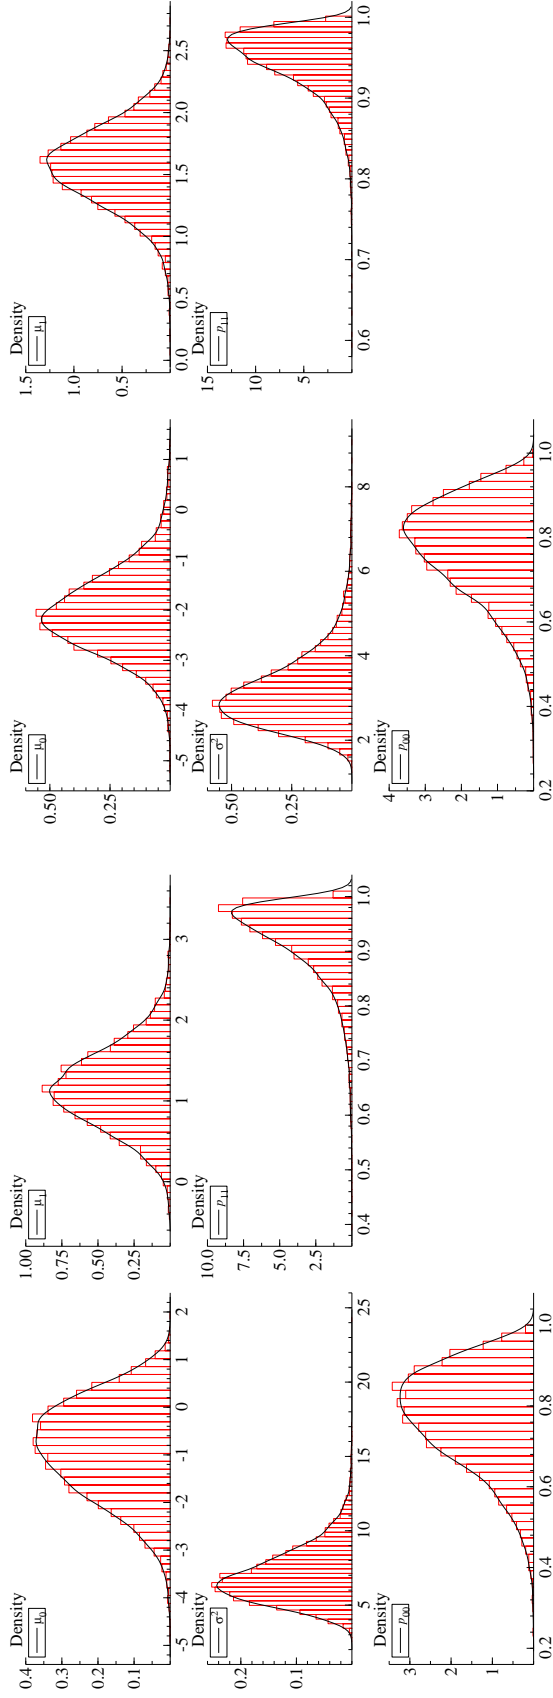 Density
μ₀
0.4
0.3
0.2
0.1
-5 -4 -3 -2 -1 0 1 2
Density
μ₁
1.00
0.75
0.50
0.25
0 1 2 3
Density
μ₀
0.50
0.25
-5 -4 -3 -2 -1 0 1
Density
μ₁
1.5
1.0
0.5
0.0 0.5 1.0 1.5 2.0 2.5
Density
σ²
0.2
0.1
5 10 15 20 25
Density
p₁₁
10.0
7.5
5.0
2.5
0.4 0.5 0.6 0.7 0.8 0.9 1.0
Density
σ²
0.50
0.25
2 4 6 8
Density
p₁₁
15
10
5
0.6 0.7 0.8 0.9 1.0
Density
p₀₀
3
2
1
0.2 0.4 0.6 0.8 1.0
Density
p₀₀
4
3
2
1
0.2 0.4 0.6 0.8 1.0